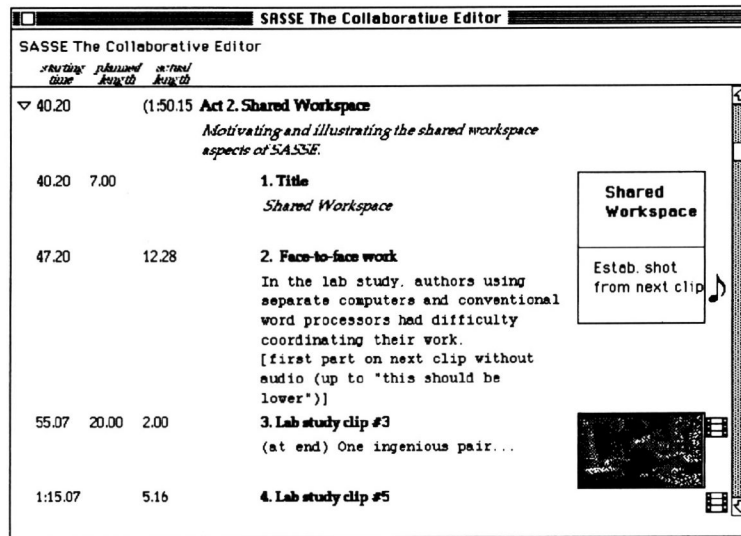 SASSE The Collaborative Editor
SASSE The Collaborative Editor
starting time planned length actual length
40.20 (1:50.15 Act 2. Shared Workspace
Motivating and illustrating the shared workspace
aspects of SASSE.
40.20 7.00 1. Title
Shared Workspace
Shared
Workspace
47.20 12.28 2. Face-to-face work
In the lab study, authors using
separate computers and conventional
word processors had difficulty
coordinating their work.
[first part on next clip without
audio (up to "this should be
lower")]
Estab. shot
from next clip
55.07 20.00 2.00 3. Lab study clip #3
(at end) One ingenious pair...
1:15.07 5.16 4. Lab study clip #5